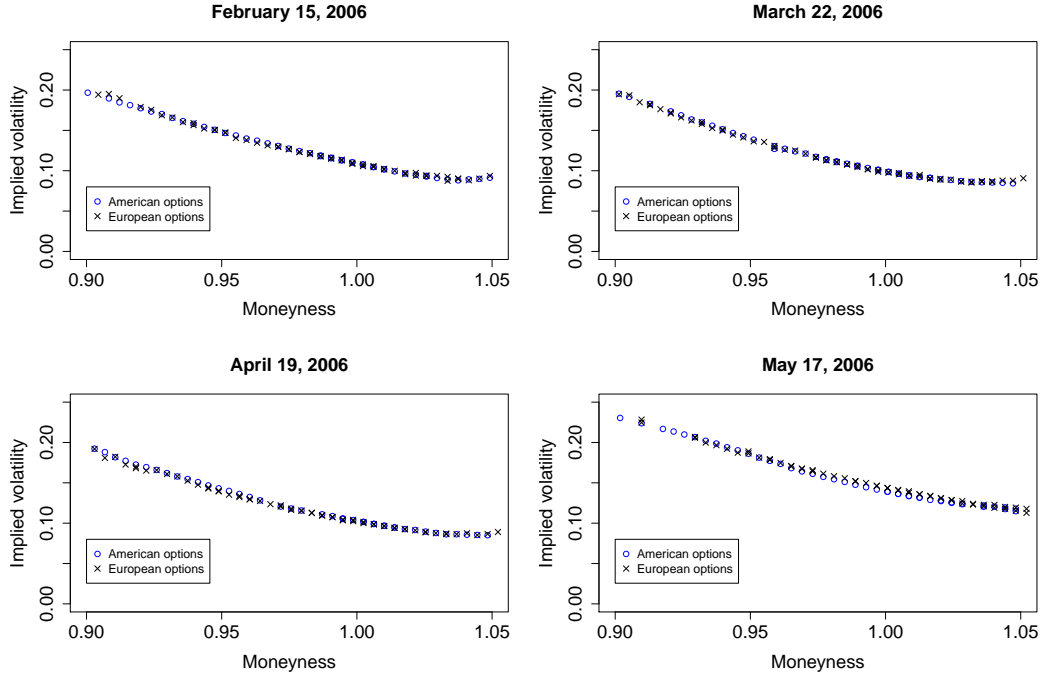 February 15, 2006
Implied volatility
0.20
0.10
0.00
American options
European options
0.90 0.95 1.00 1.05
Moneyness
March 22, 2006
Implied volatility
0.20
0.10
0.00
American options
European options
0.90 0.95 1.00 1.05
Moneyness
April 19, 2006
Implied volatility
0.20
0.10
0.00
American options
European options
0.90 0.95 1.00 1.05
Moneyness
May 17, 2006
Implied volatility
0.20
0.10
0.00
American options
European options
0.90 0.95 1.00 1.05
Moneyness